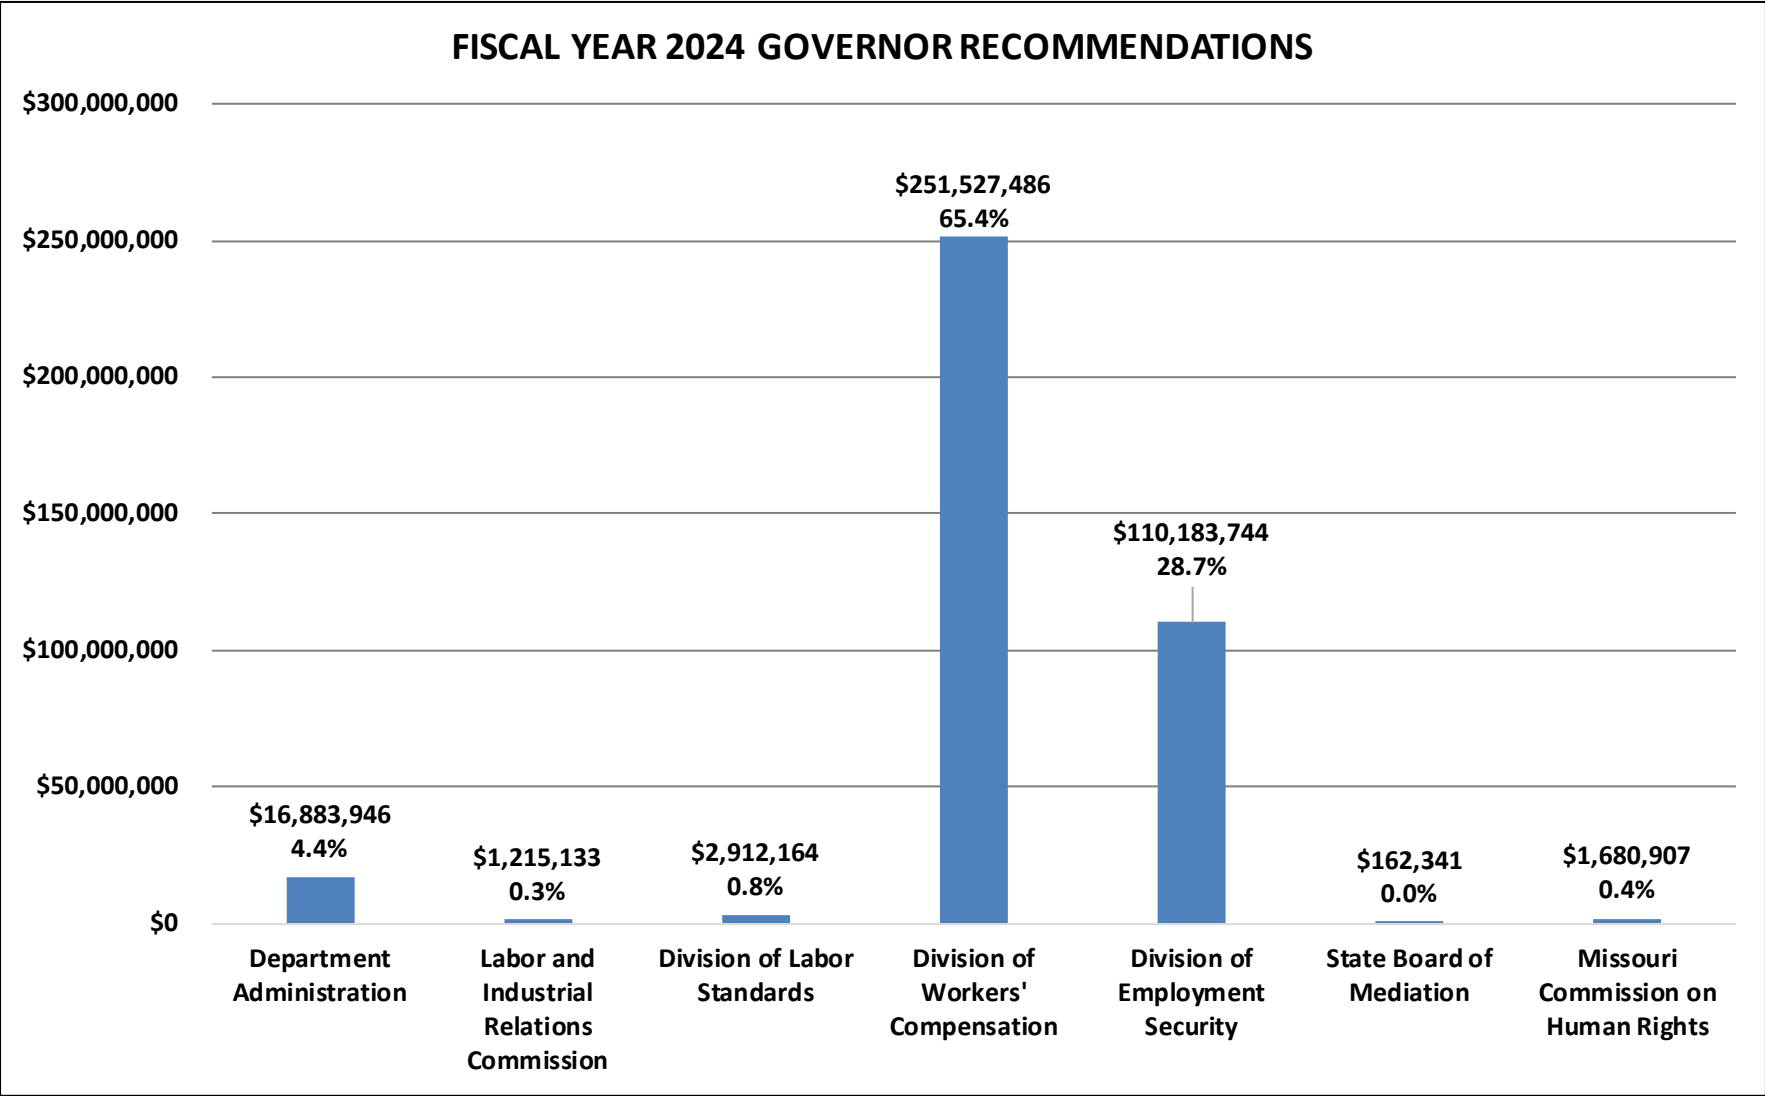 FISCAL YEAR 2024 GOVERNOR RECOMMENDATIONS
$300,000,000
$250,000,000
$200,000,000
$150,000,000
$100,000,000
$50,000,000
$0
$16,883,946
4.4%
$1,215,133
0.3%
$2,912,164
0.8%
$251,527,486
65.4%
$110,183,744
28.7%
$162,341
0.0%
$1,680,907
0.4%
Department
Administration
Labor and
Industrial
Relations
Commission
Division of Labor
Standards
Division of
Workers'
Compensation
Division of
Employment
Security
State Board of
Mediation
Missouri
Commission on
Human Rights